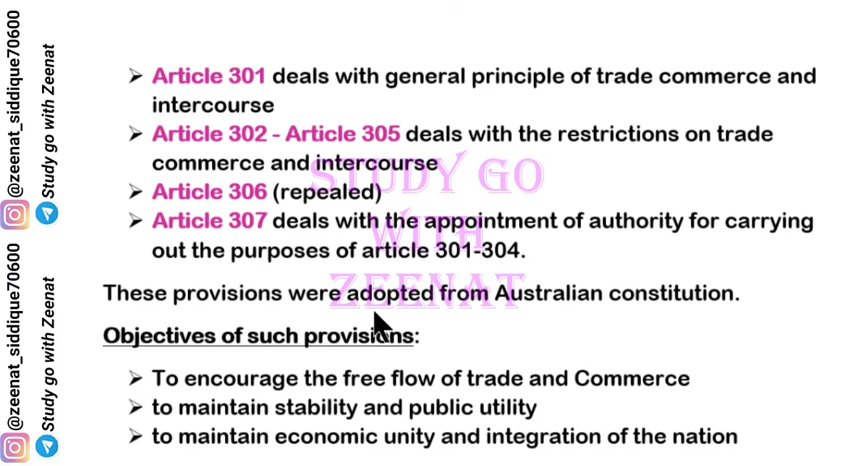 @zeenat_siddique70600
Study go with Zeenat
@zeenat_siddique70600
Study go with Zeenat
➢ Article 301 deals with general principle of trade commerce and
intercourse
➢ Article 302 - Article 305 deals with the restrictions on trade
commerce and intercourse
➢ Article 306 (repealed)
➢ Article 307 deals with the appointment of authority for carrying
out the purposes of article 301-304.
These provisions were adopted from Australian constitution.
Objectives of such provisions:
➢ To encourage the free flow of trade and Commerce
➢ to maintain stability and public utility
➢ to maintain economic unity and integration of the nation
STUDY GO
WITH
ZEENAT